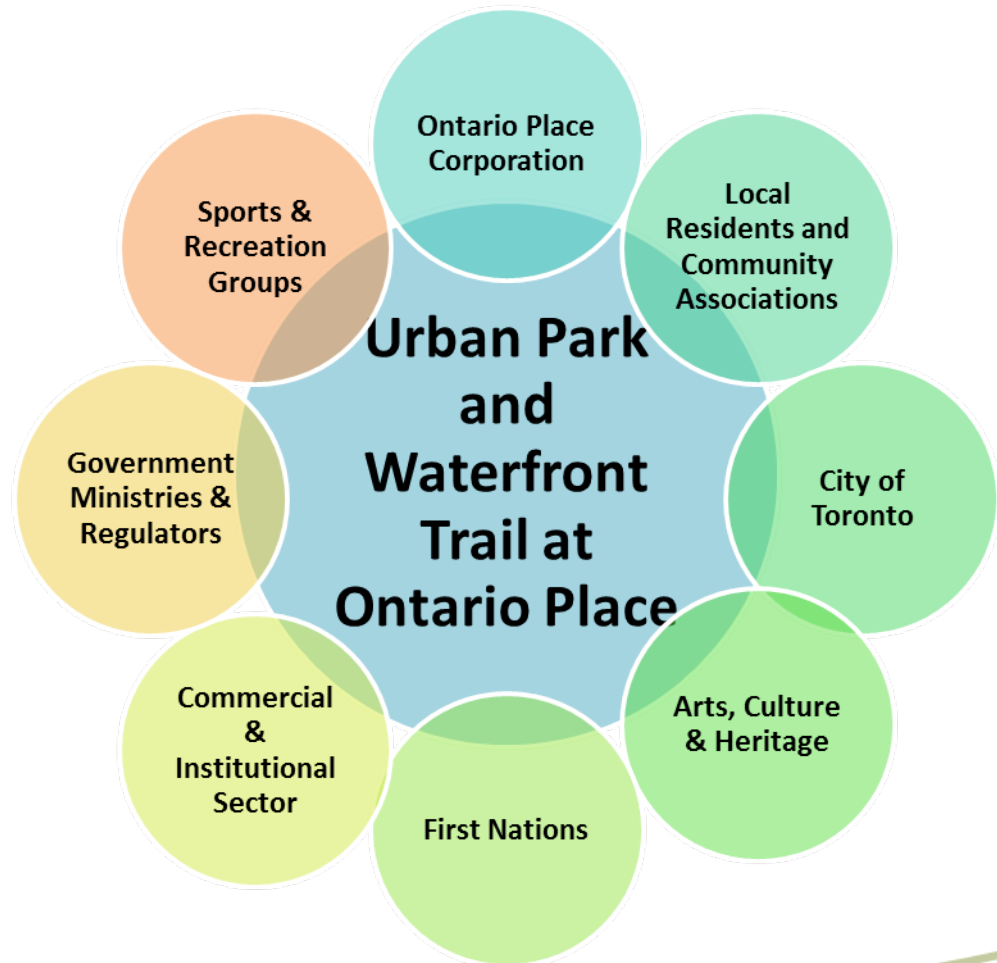 Ontario Place
Corporation
Local
Residents and
Community
Associations
City of
Toronto
Arts, Culture
& Heritage
First Nations
Commercial
&
Institutional
Sector
Government
Ministries &
Regulators
Sports &
Recreation
Groups
Urban Park
and
Waterfront
Trail at
Ontario Place